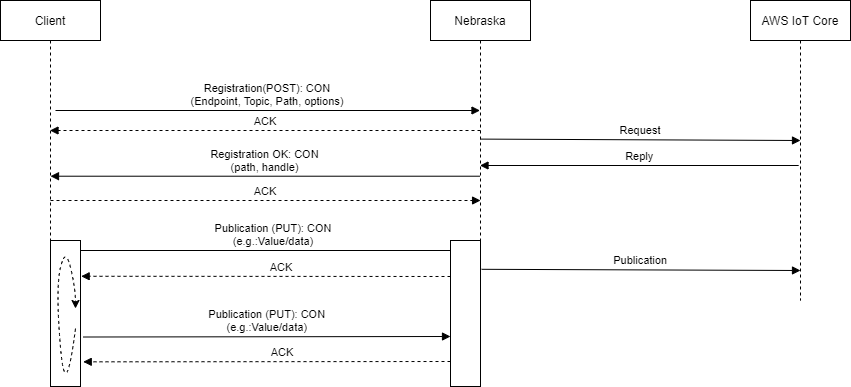 Client
Nebraska
AWS IoT Core
Registration(POST): CON
(Endpoint, Topic, Path, options)
ACK
Request
Registration OK: CON
(path, handle)
Reply
ACK
Publication (PUT): CON
(e.g.:Value/data)
ACK
Publication
Publication (PUT): CON
(e.g.:Value/data)
ACK